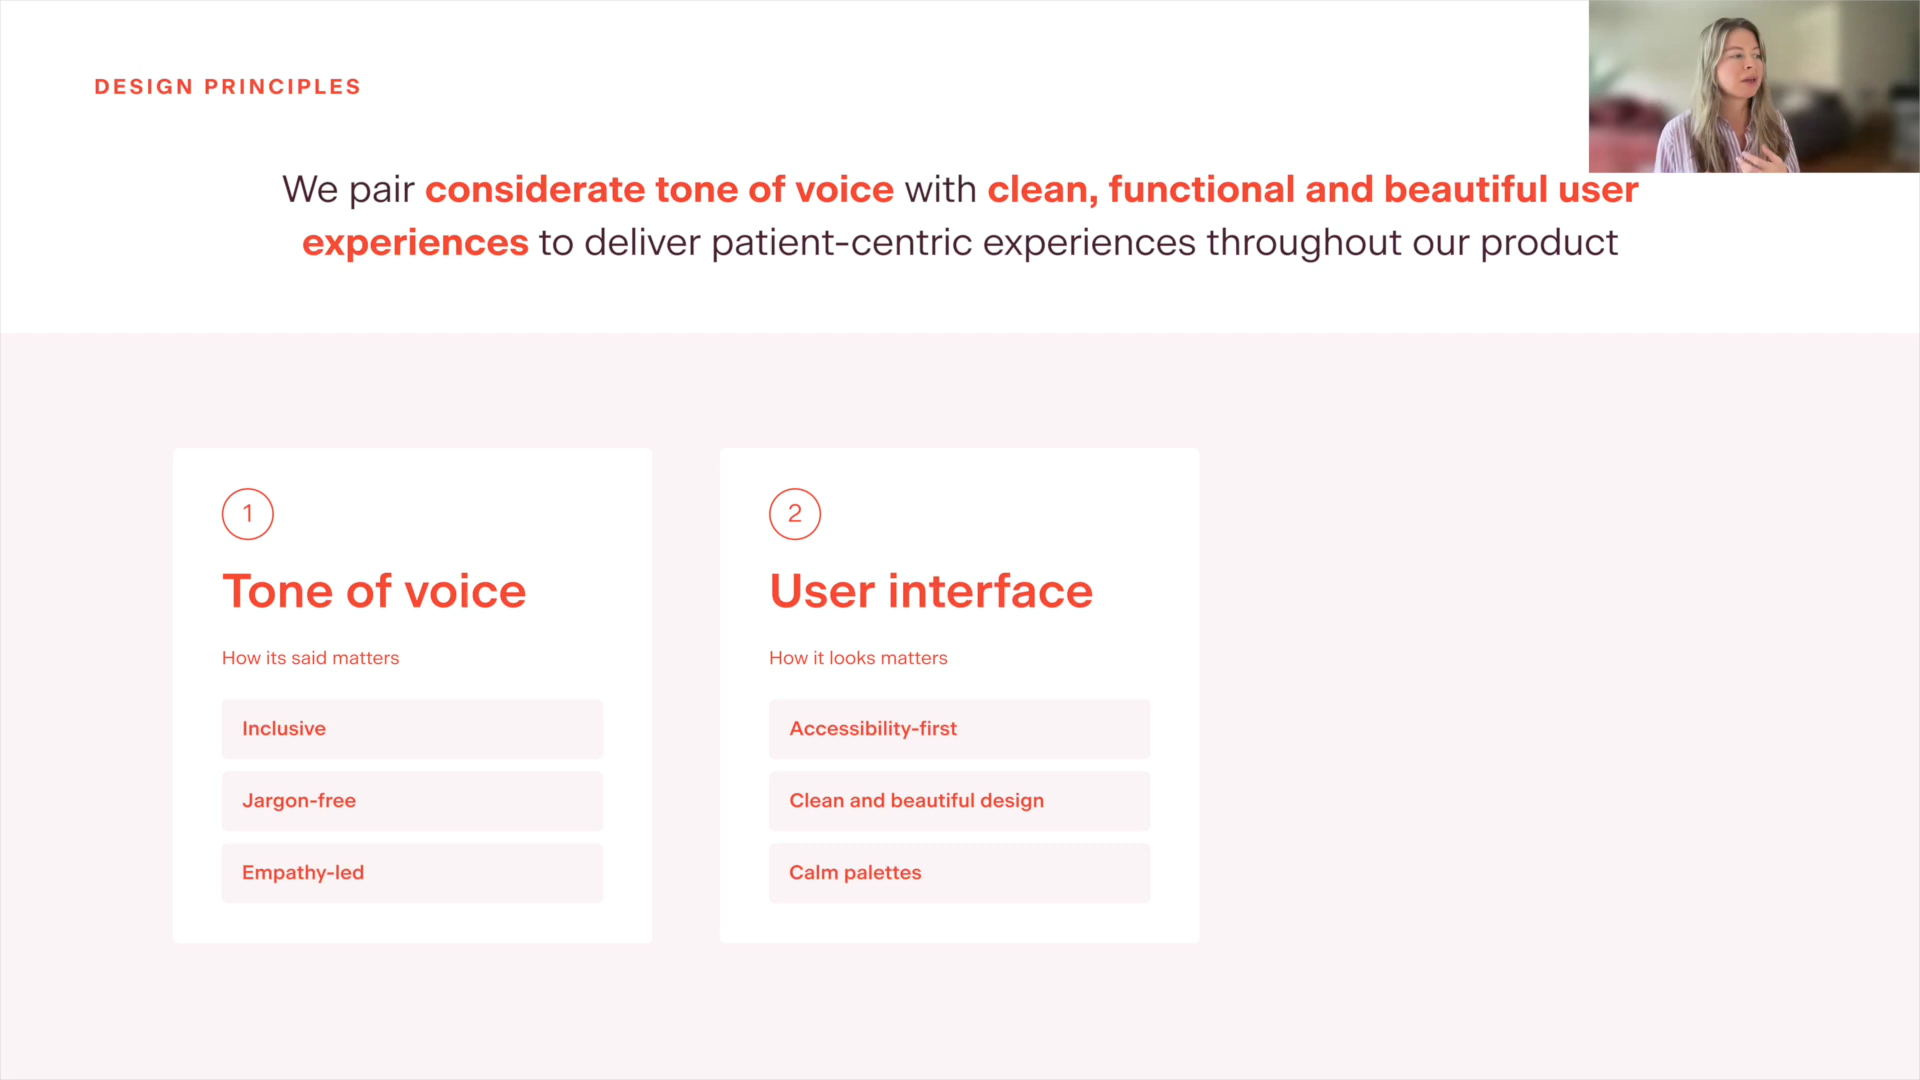 DESIGN PRINCIPLES
We pair considerate tone of voice with clean, functional and beautiful user
experiences to deliver patient-centric experiences throughout our product
1
Tone of voice
How its said matters
Inclusive
Jargon-free
Empathy-led
2
User interface
How it looks matters
Accessibility-first
Clean and beautiful design
Calm palettes